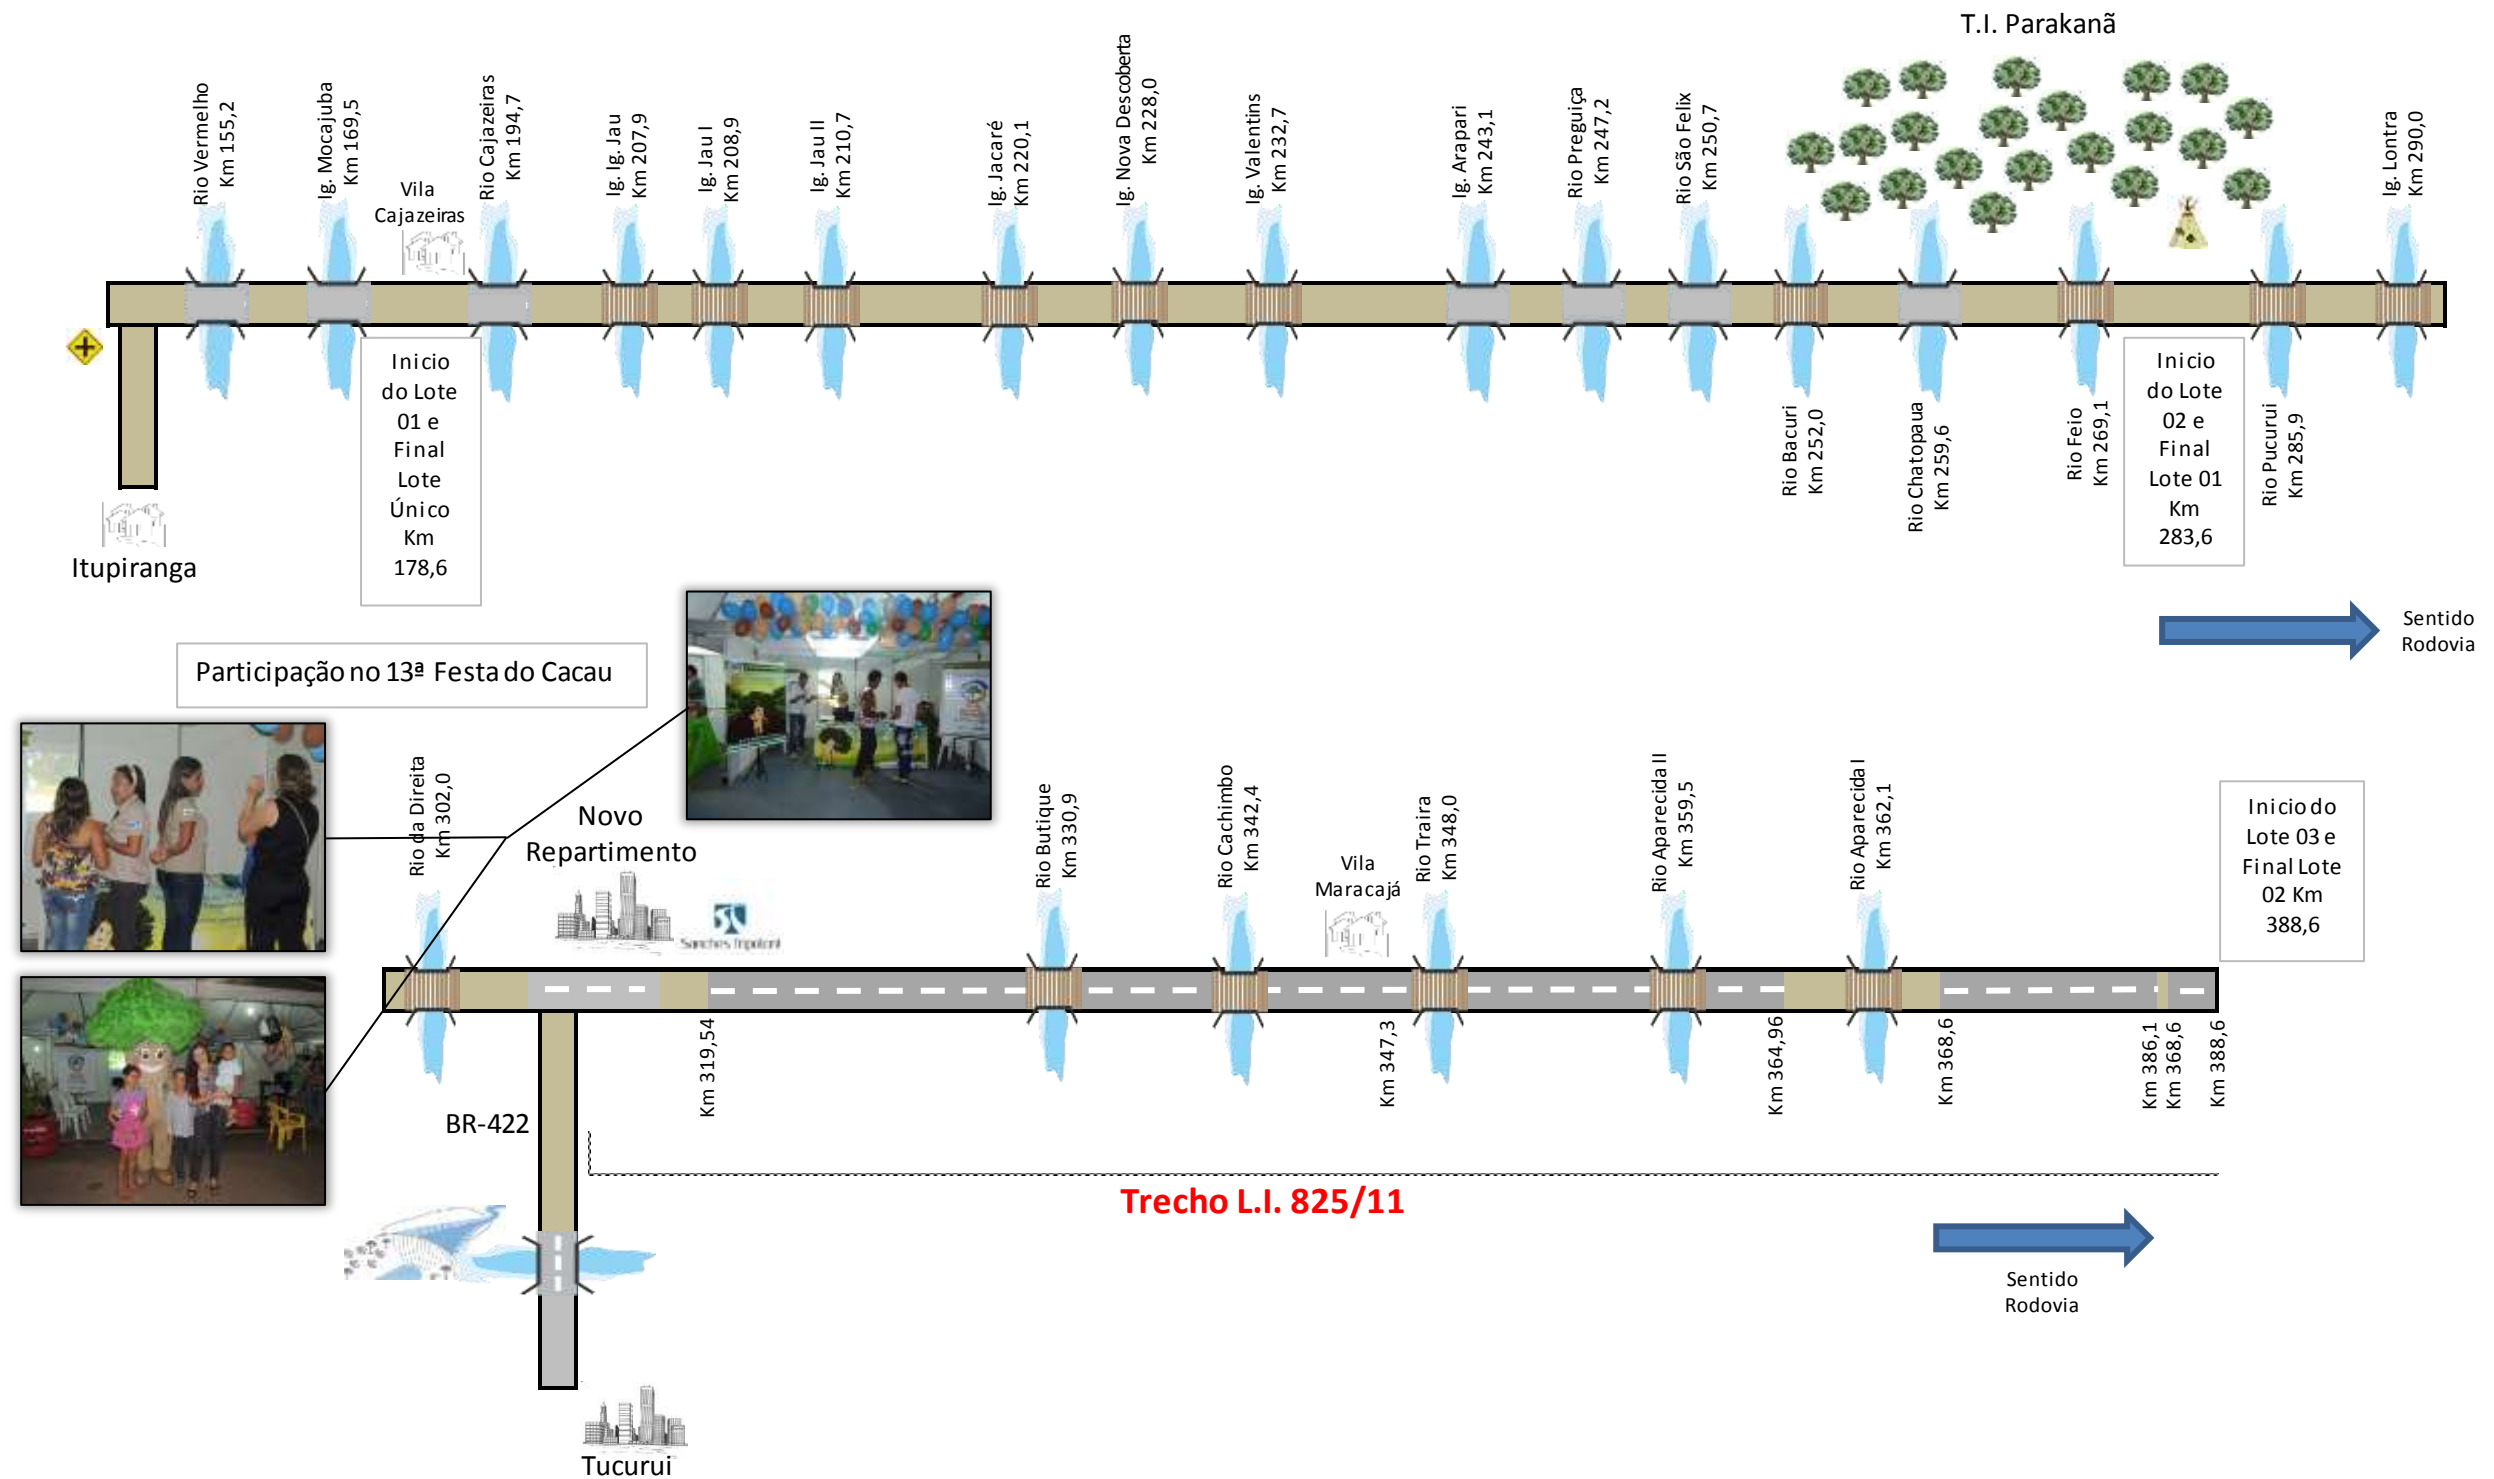 T.I. Parakanã
Rio Vermelho
Km 155,2
Ig. Mocajuba
Km 169,5
Vila
Cajazeiras
Rio Cajazeiras
Km 194,7
Ig. Ig. Jau
Km 207,9
Ig. Jau I
Km 208,9
Ig. Jau II
Km 210,7
Ig. Jacaré
Km 220,1
Ig. Nova Descoberta
Km 228,0
Ig. Valentins
Km 232,7
Ig. Arapari
Km 243,1
Rio Preguiça
Km 247,2
Rio São Felix
Km 250,7
Ig. Lontra
Km 290,0
Inicio
do Lote
01 e
Final
Lote
Único
Km
178,6
Rio Bacuri
Km 252,0
Rio Chatopaua
Km 259,6
Rio Feio
Km 269,1
Inicio
do Lote
02 e
Final
Lote 01
Km
283,6
Rio Pucurui
Km 285,9
Itupiranga
Sentido
Rodovia
Participação no 13ª Festa do Cacau
Rio da Direita
Km 302,0
Novo
Repartimento
Sanches Tripoloni
Rio Butique
Km 330,9
Rio Cachimbo
Km 342,4
Vila
Maracajá
Rio Traira
Km 348,0
Rio Aparecida II
Km 359,5
Rio Aparecida I
Km 362,1
Inicio do
Lote 03 e
Final Lote
02 Km
388,6
Km 319,54
Km 347,3
Km 364,96
Km 368,6
Km 386,1
Km 368,6
Km 388,6
BR-422
Trecho L.I. 825/11
Sentido
Rodovia
Tucurui